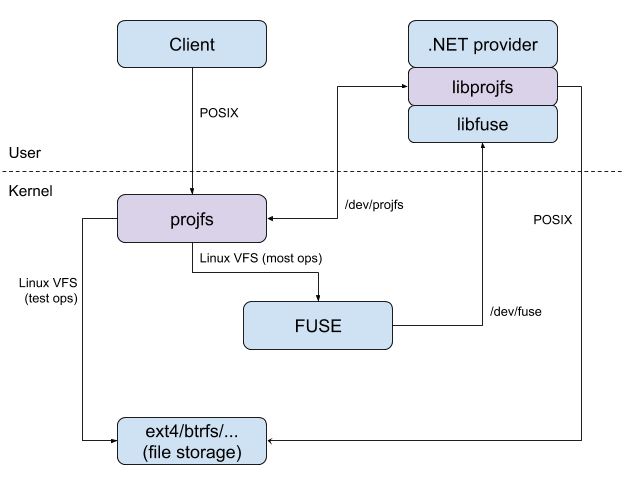 Client
.NET provider
libprojfs
libfuse
POSIX
User
Kernel
projfs
/dev/projfs
POSIX
Linux VFS (most ops)
Linux VFS
(test ops)
FUSE
/dev/fuse
ext4/btrfs/...
(file storage)